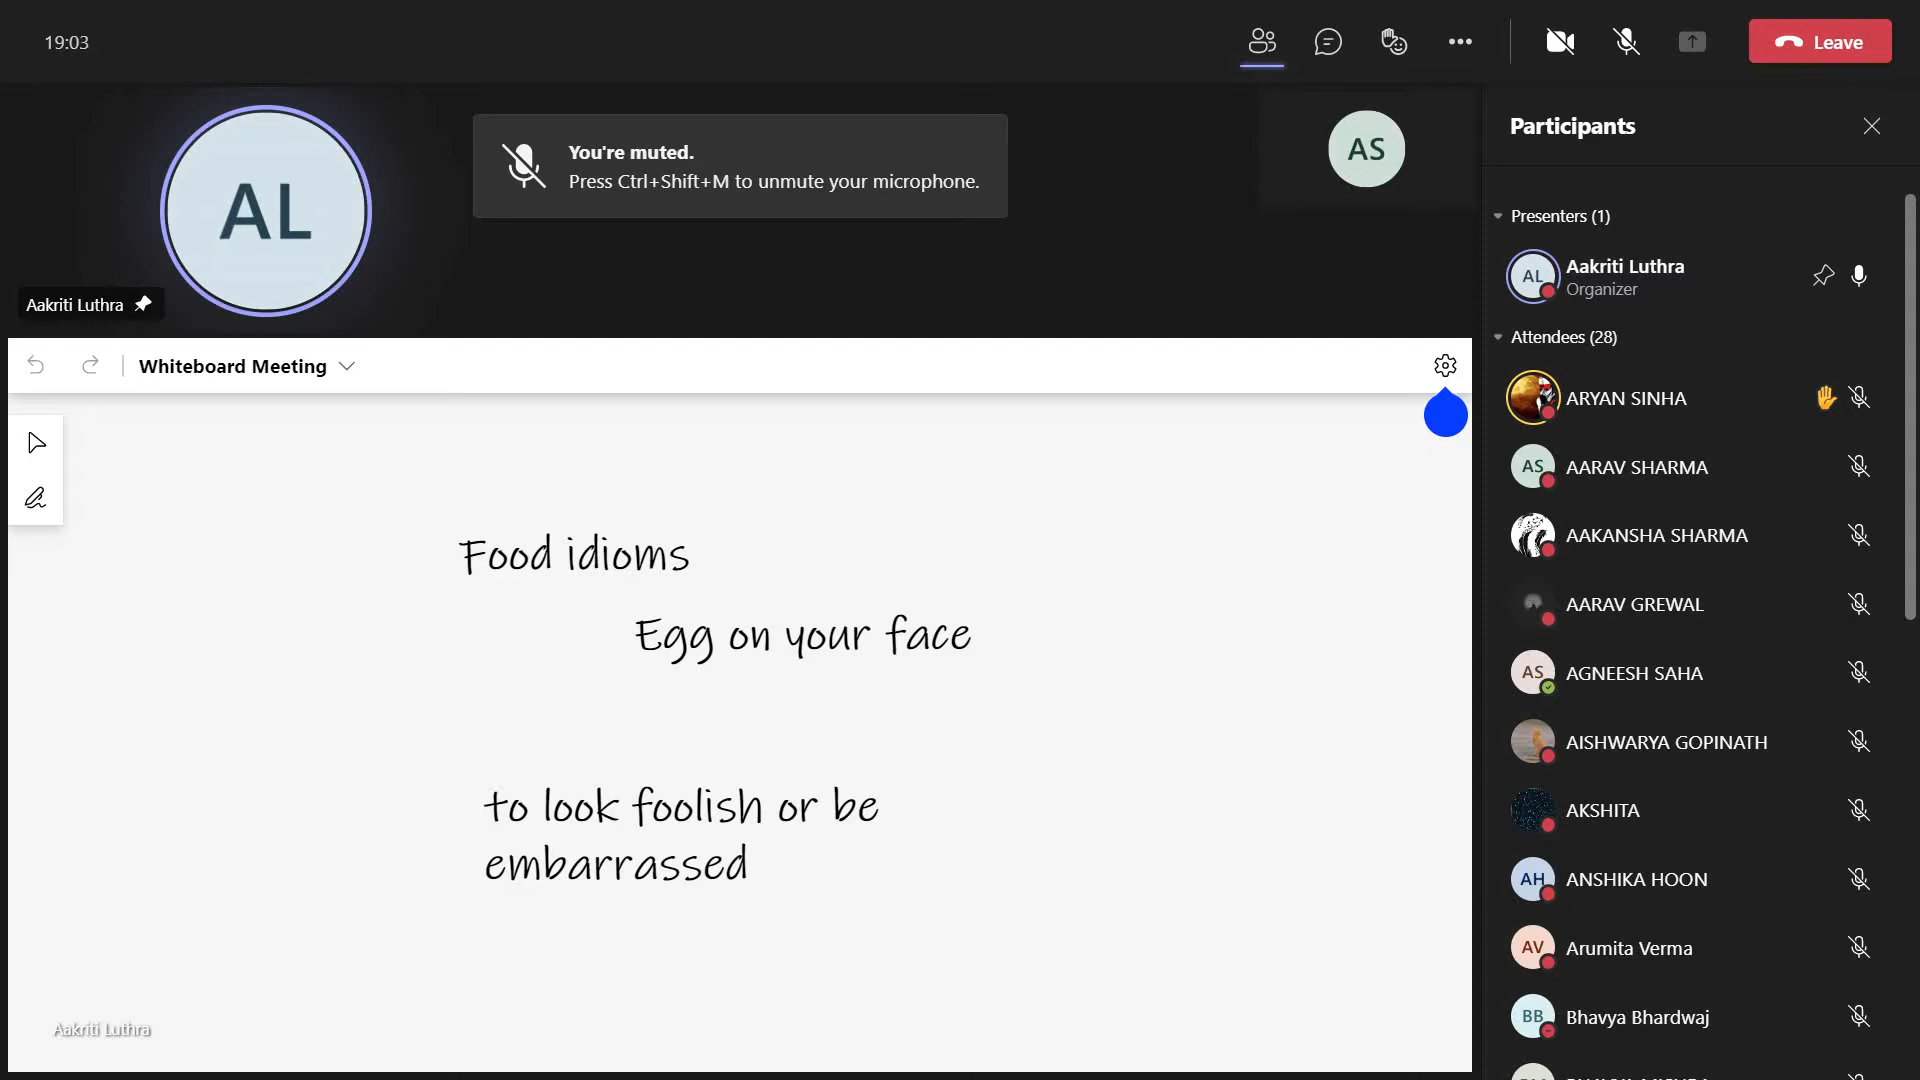 19:03
Leave
AL
You're muted.
Press Ctrl+Shift+M to unmute your microphone.
AS
Aakriti Luthra
Whiteboard Meeting
Food idioms
Egg on your face
to look foolish or be
embarrassed
Aakriti Luthra
Participants
Presenters (1)
AL
Aakriti Luthra
Organizer
Attendees (28)
ARYAN SINHA
AS
AARAV SHARMA
AAKANSHA SHARMA
AARAV GREWAL
AS
AGNEESH SAHA
AISHWARYA GOPINATH
AKSHITA
AH
ANSHIKA HOON
AV
Arumita Verma
BB
Bhavya Bhardwaj